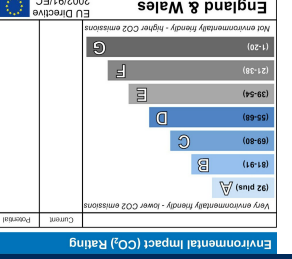 Environmental Impact (CO₂) Rating
Current Potential
Very environmentally friendly - lower CO2 emissions
(92 plus) A
(81-91) B
(69-80) C
(55-68) D
(39-54) E
(21-38) F
(1-20) G
Not environmentally friendly - higher CO2 emissions
England & Wales
EU Directive
2002/91/EC